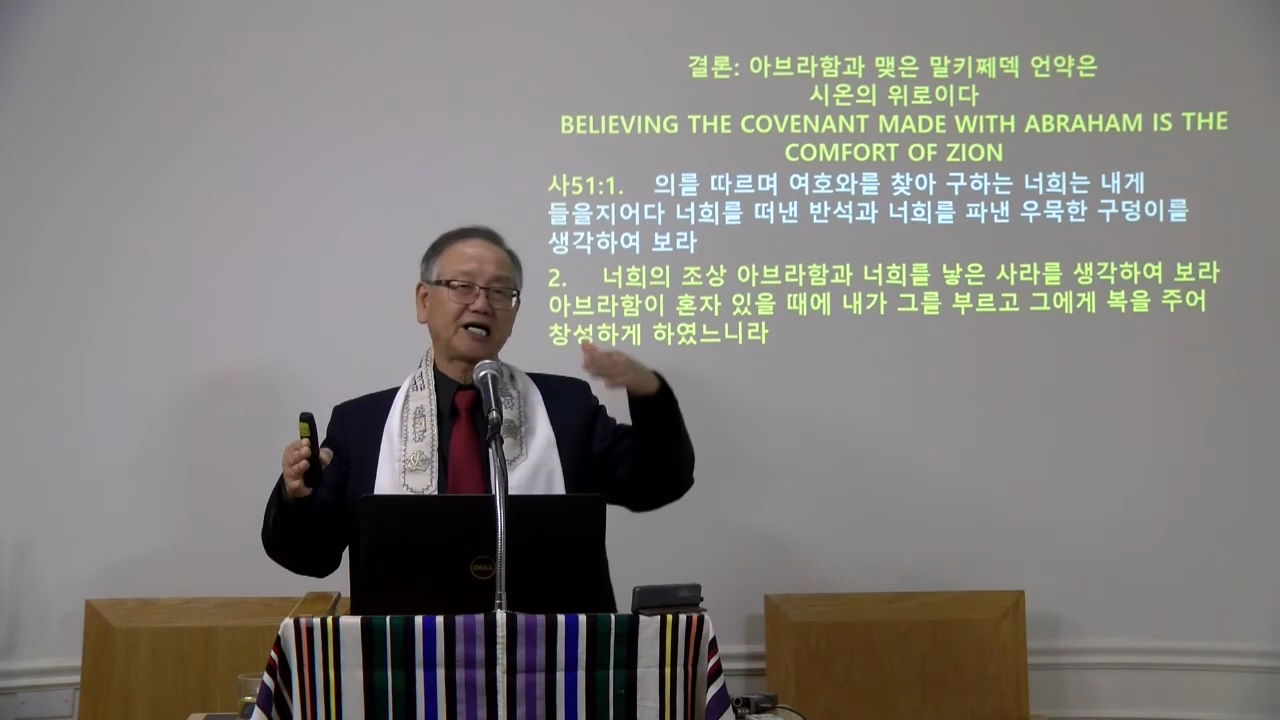 결론: 아브라함과 맺은 말키쩨덱 언약은
시온의 위로이다
BELIEVING THE COVENANT MADE WITH ABRAHAM IS THE
COMFORT OF ZION
사51:1. 의를 따르며 여호와를 찾아 구하는 너희는 내게
들을지어다 너희를 떠낸 반석과 너희를 파낸 우묵한 구덩이를
생각하여 보라
2. 너희의 조상 아브라함과 너희를 낳은 사라를 생각하여 보라
아브라함이 혼자 있을 때에 내가 그를 부르고 그에게 복을 주어
창성하게 하였느니라
DELL